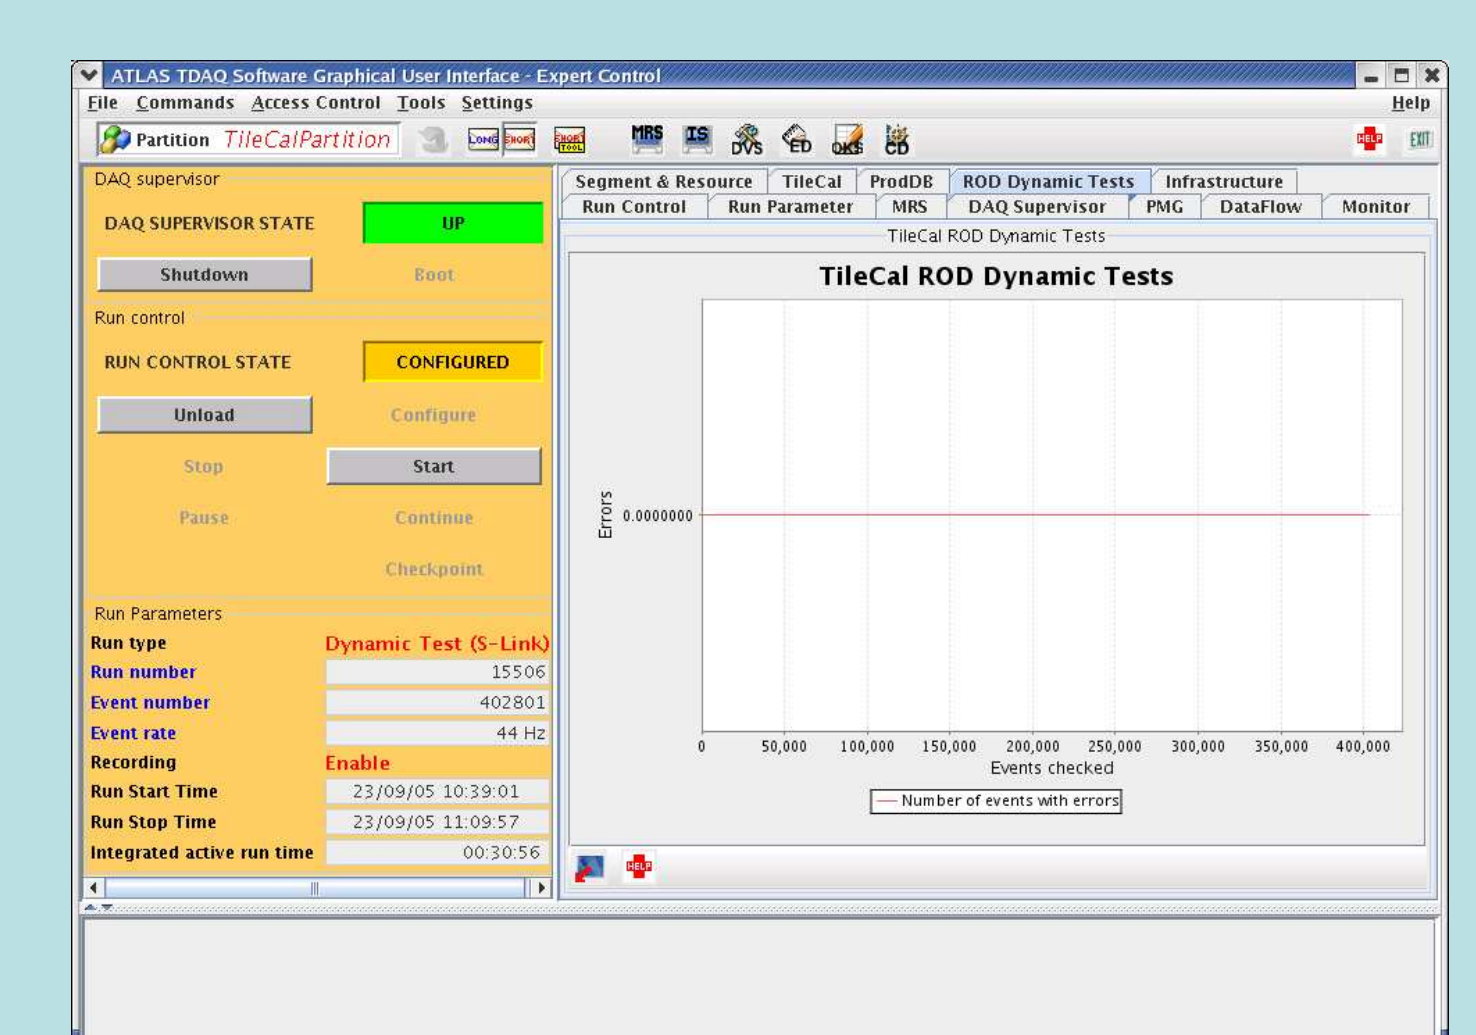 ATLAS TDAQ Software Graphical User Interface - Expert Control
File Commands Access Control Tools Settings Help
Partition TileCalPartition LONG SHORT SHORT TOOL MRS IS DVS ED OKS CD HELP EXIT
DAQ supervisor
DAQ SUPERVISOR STATE UP
Shutdown Boot
Run control
RUN CONTROL STATE CONFIGURED
Unload Configure
Stop Start
Pause Continue
Checkpoint
Run Parameters
Run type Dynamic Test (S-Link)
Run number 15506
Event number 402801
Event rate 44 Hz
Recording Enable
Run Start Time 23/09/05 10:39:01
Run Stop Time 23/09/05 11:09:57
Integrated active run time 00:30:56
Segment & Resource TileCal ProdDB ROD Dynamic Tests Infrastructure
Run Control Run Parameter MRS DAQ Supervisor PMG DataFlow Monitor
TileCal ROD Dynamic Tests
TileCal ROD Dynamic Tests
Errors
0.0000000
0 50,000 100,000 150,000 200,000 250,000 300,000 350,000 400,000
Events checked
Number of events with errors
HELP